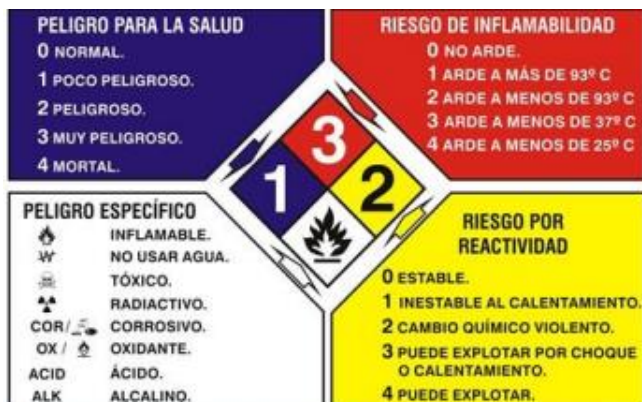 PELIGRO PARA LA SALUD
0 NORMAL.
1 POCO PELIGROSO.
2 PELIGROSO.
3 MUY PELIGROSO.
4 MORTAL.
RIESGO DE INFLAMABILIDAD
0 NO ARDE.
1 ARDE A MÁS DE 93º C
2 ARDE A MENOS DE 93º C
3 ARDE A MENOS DE 37º C
4 ARDE A MENOS DE 25º C
3
1
2
PELIGRO ESPECÍFICO
INFLAMABLE.
W NO USAR AGUA.
TÓXICO.
RADIACTIVO.
COR/ CORROSIVO.
OX / OXIDANTE.
ACID ÁCIDO.
ALK ALCALINO.
RIESGO POR
REACTIVIDAD
0 ESTABLE.
1 INESTABLE AL CALENTAMIENTO.
2 CAMBIO QUÍMICO VIOLENTO.
3 PUEDE EXPLOTAR POR CHOQUE
O CALENTAMIENTO.
4 PUEDE EXPLOTAR.